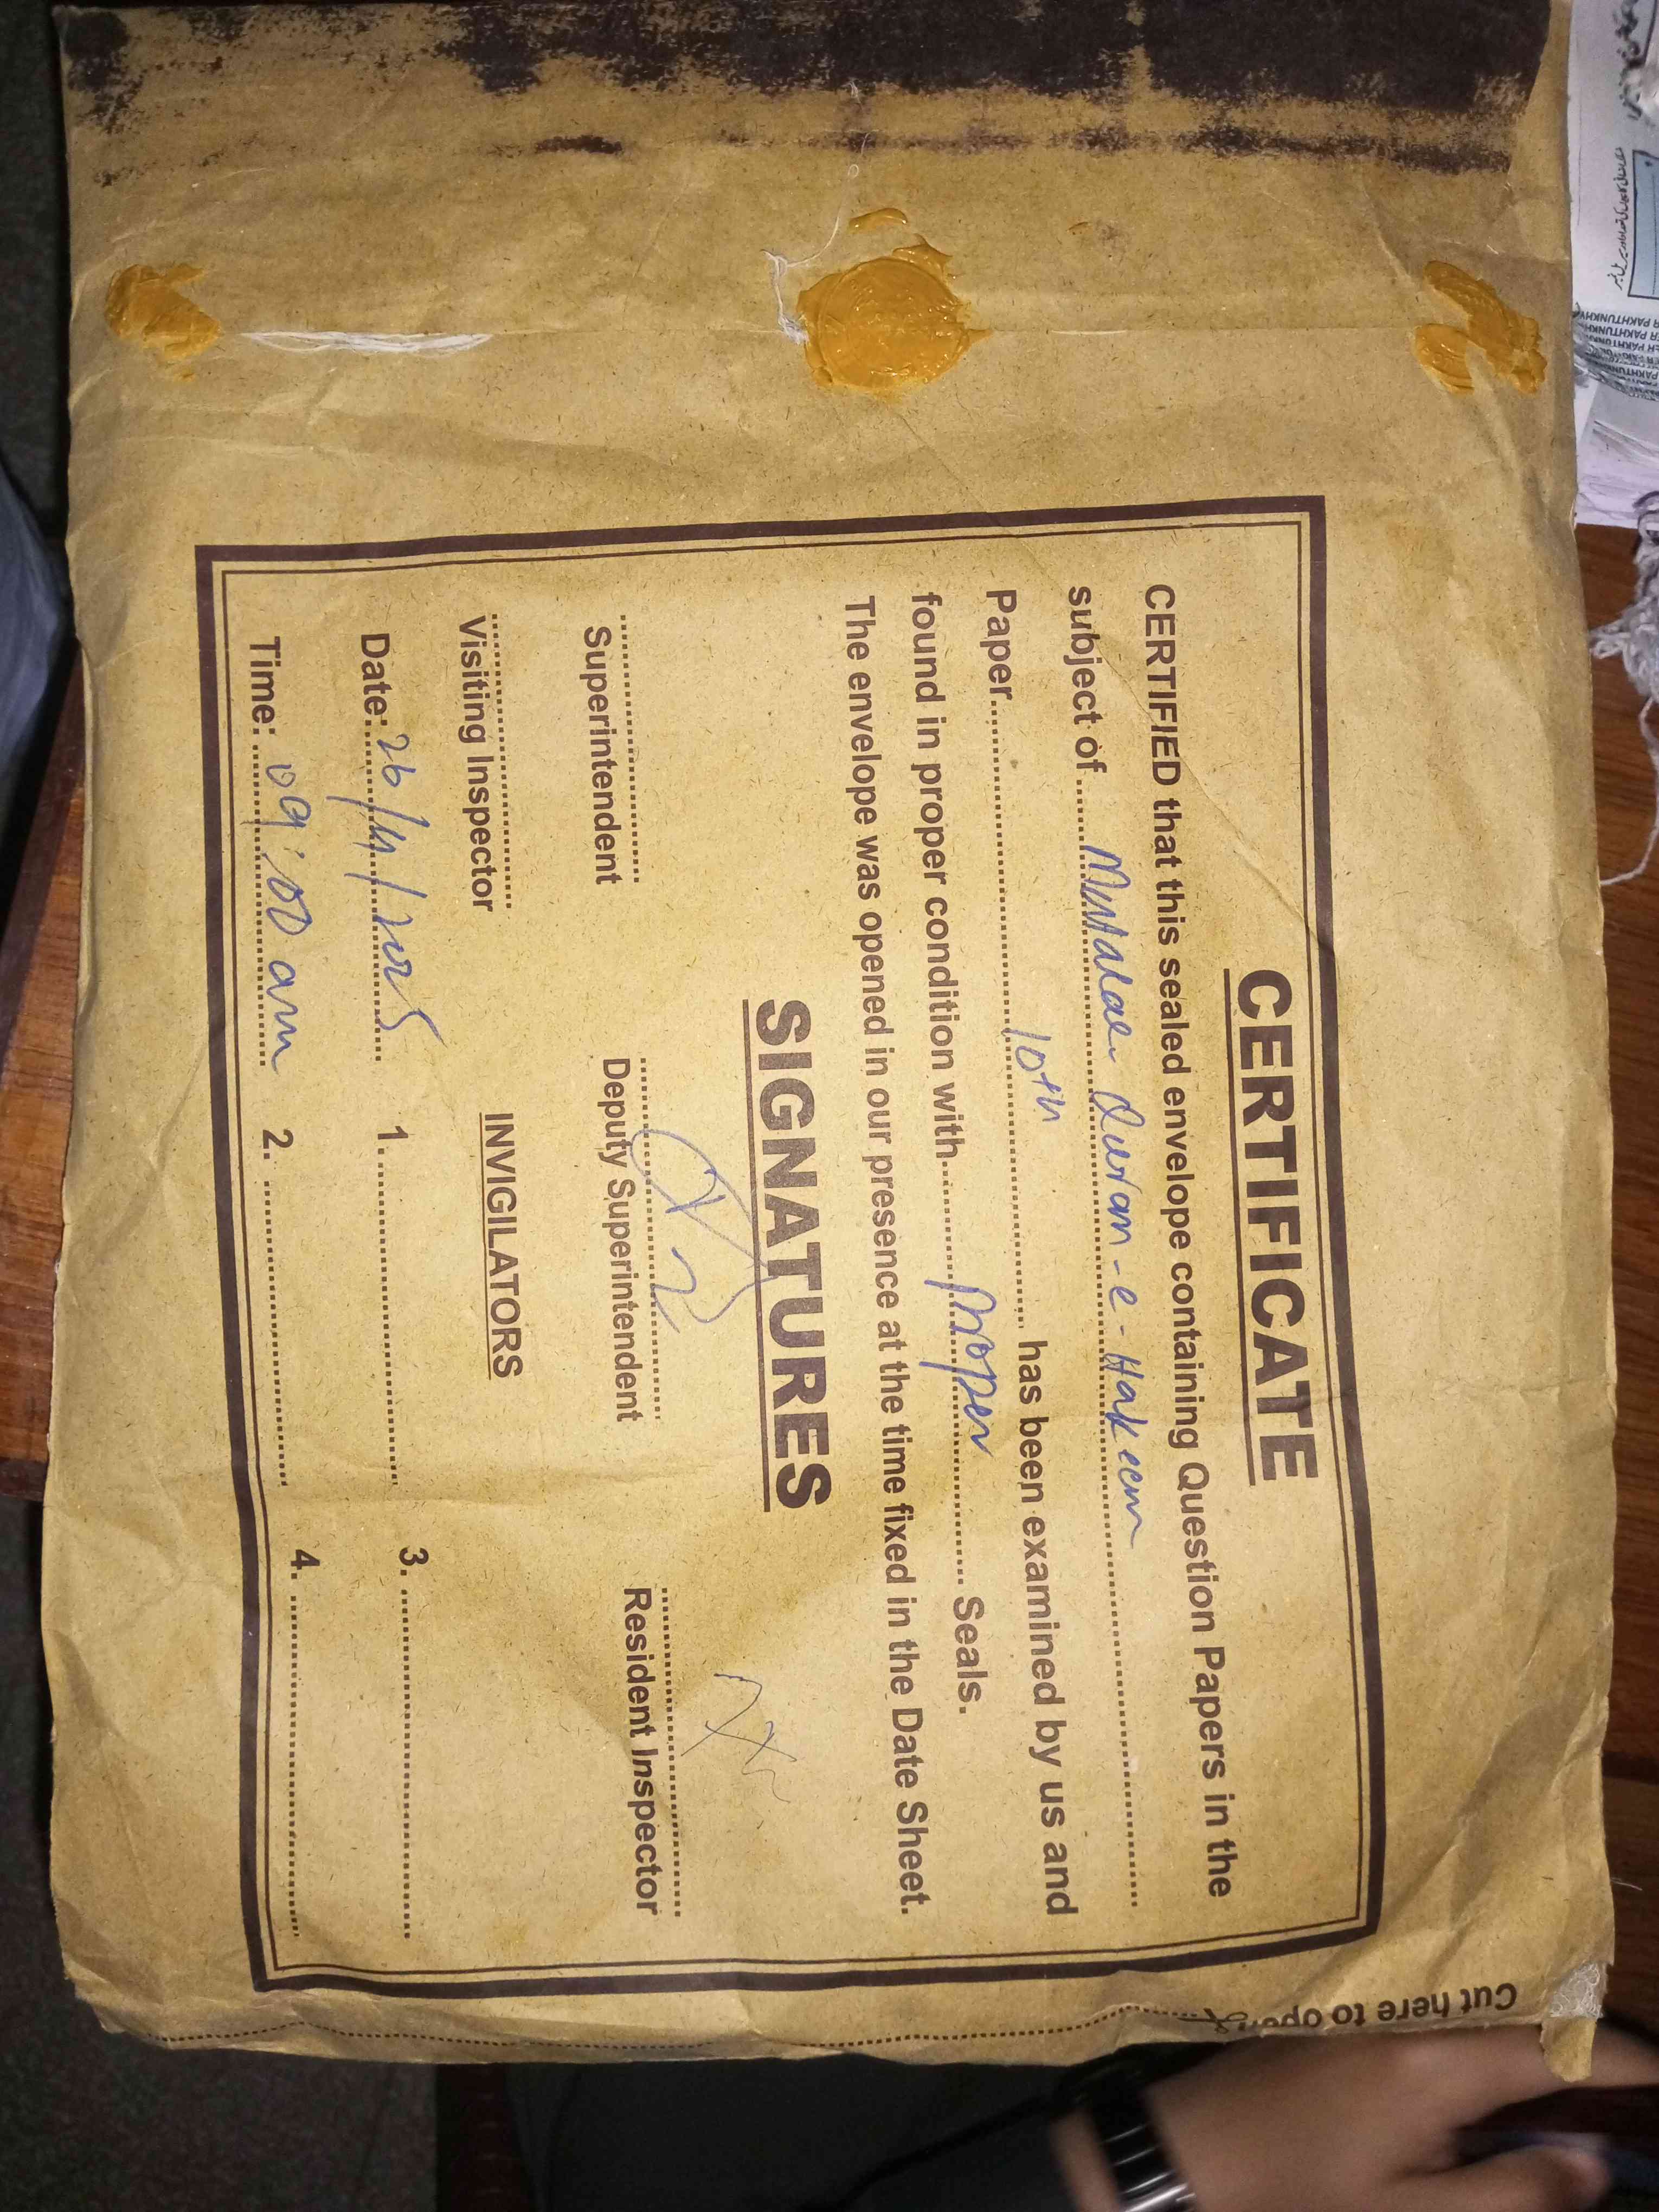 CERTIFICATE
CERTIFIED that this sealed envelope containing Question Papers in the
subject of ........ Quran-e-Hakeem
Paper........ 10th ........ has been examined by us and
found in proper condition with........ proper ........ Seals.
The envelope was opened in our presence at the time fixed in the Date Sheet.
SIGNATURES
Superintendent Deputy Superintendent Resident Inspector
Visiting Inspector INVIGILATORS
Date: 26/4/2025 1. 3.
Time: 09:00 am 2. 4.
Cut here to open
PAKHTUNKH